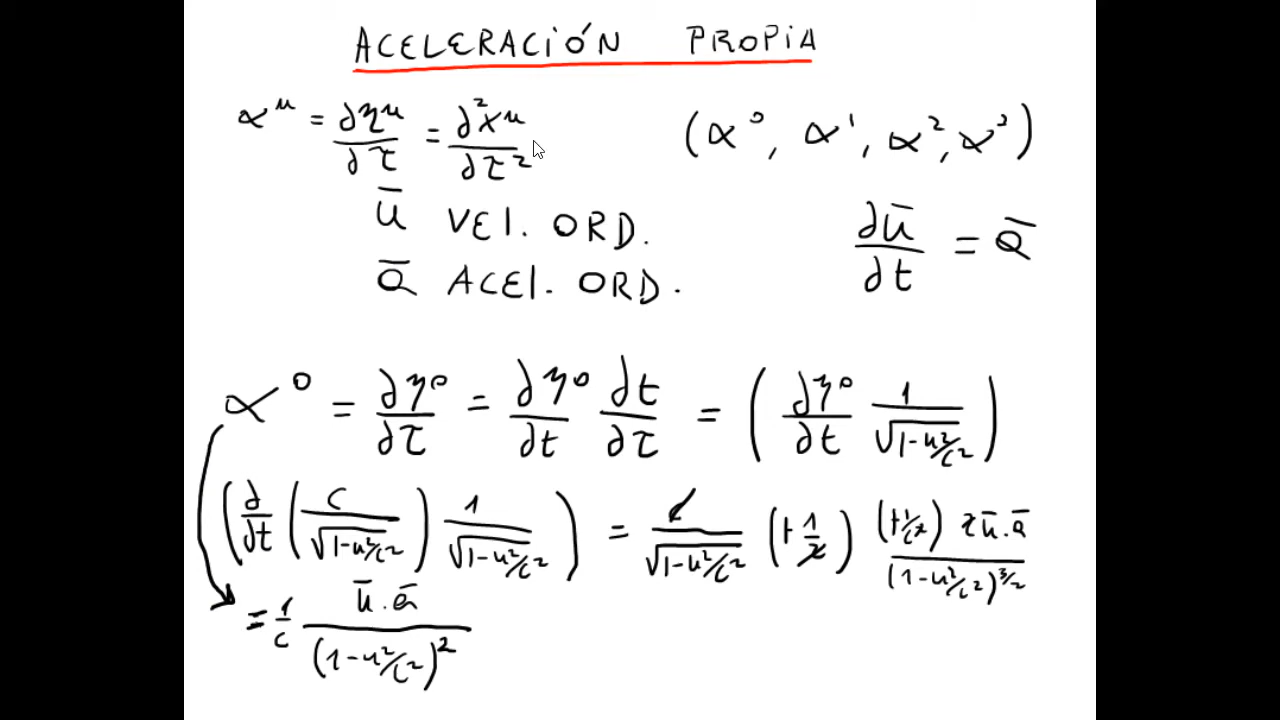 ACELERACIÓN PROPIA
α^μ = ∂η^μ/∂τ = ∂²x^μ/∂τ² (α⁰, α¹, α², α³)
ū VEL. ORD. ∂ū/∂t = ā
ā ACEL. ORD.
α⁰ = ∂η⁰/∂τ = ∂η⁰/∂t ∂t/∂τ = (∂η⁰/∂t 1/√(1-u²/c²))
(∂/∂t (c/√(1-u²/c²)) 1/√(1-u²/c²)) = c/√(1-u²/c²) (+1/2) (+1/c²) 2ū.ā/(1-u²/c²)^3/2
= 1/c ū.ā/(1-u²/c²)²